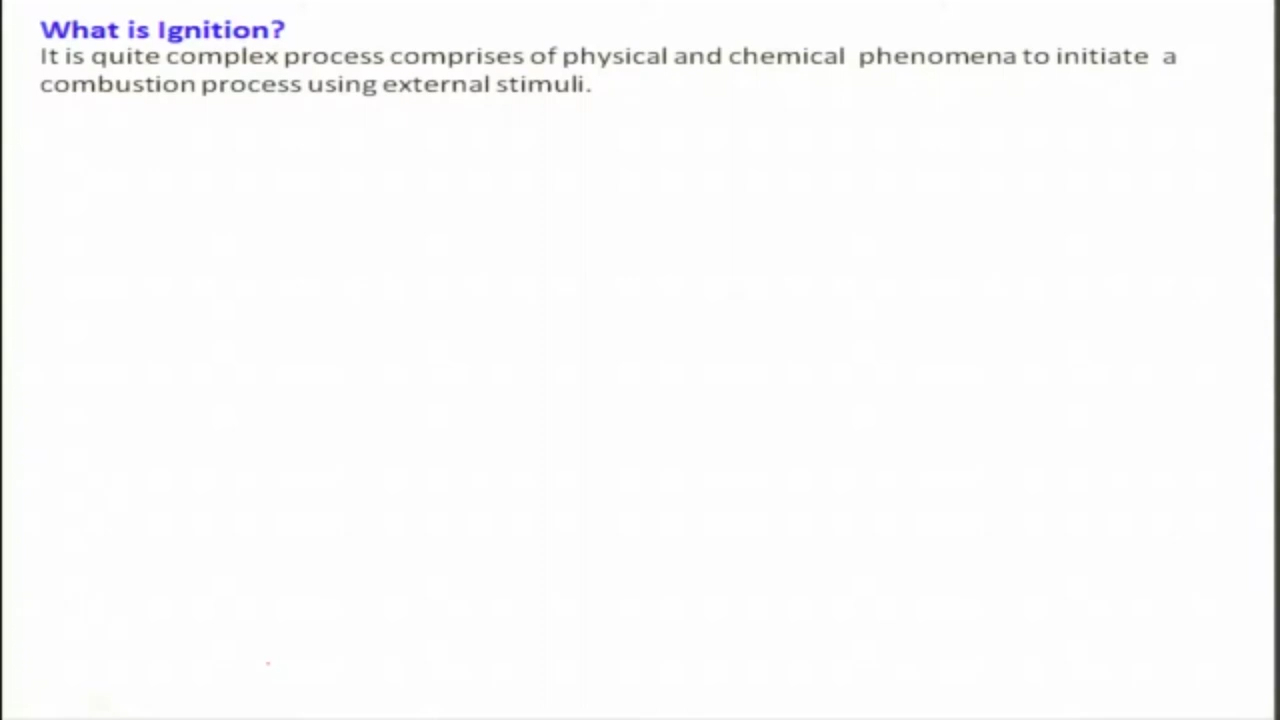 What is Ignition?
It is quite complex process comprises of physical and chemical phenomena to initiate a
combustion process using external stimuli.